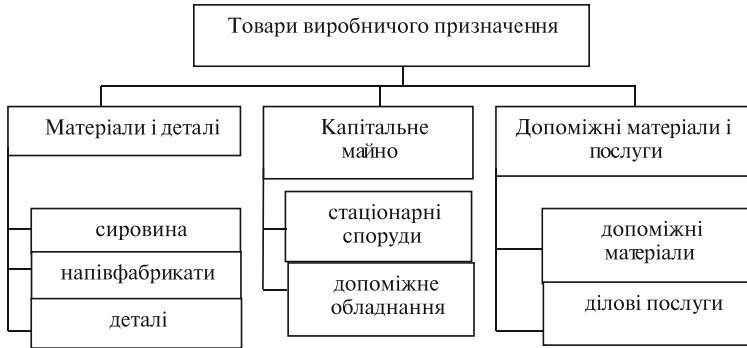 Товари виробничого призначення
Матеріали і деталі
сировина
напівфабрикати
деталі
Капітальне
майно
стаціонарні
споруди
допоміжне
обладнання
Допоміжні матеріали і
послуги
допоміжні
матеріали
ділові послуги